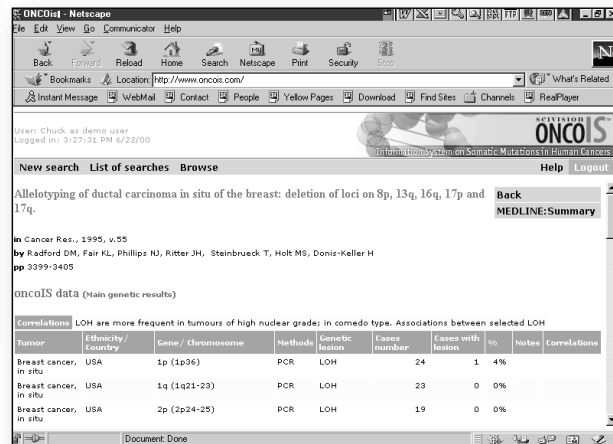 ONCOis† - Netscape
File Edit View Go Communicator Help
Back Forward Reload Home Search Netscape Print Security Stop
Bookmarks Location: http://www.oncois.com/ What's Related
Instant Message WebMail Contact People Yellow Pages Download Find Sites Channels RealPlayer
User: Chuck as demo user
Logged in: 3:27:31 PM 6/22/00
SCIVISION
ONCOIS
Information System on Somatic Mutations in Human Cancers
New search List of searches Browse Help Logout
Allelotyping of ductal carcinoma in situ of the breast: deletion of loci on 8p, 13q, 16q, 17p and
17q.
Back
MEDLINE:Summary
in Cancer Res., 1995, v.55
by Radford DM, Fair KL, Phillips NJ, Ritter JH, Steinbrueck T, Holt MS, Donis-Keller H
pp 3399-3405
oncoIS data (Main genetic results)
Correlations LOH are more frequent in tumours of high nuclear grade; in comedo type. Associations between selected LOH
Tumor Ethnicity/ Country Gene/ Chromosome Methods Genetic lesion Cases number Cases with lesion % Notes Correlations
Breast cancer, in situ USA 1p (1p36) PCR LOH 24 1 4%
Breast cancer, in situ USA 1q (1q21-23) PCR LOH 23 0 0%
Breast cancer, in situ USA 2p (2p24-25) PCR LOH 19 0 0%
Document: Done